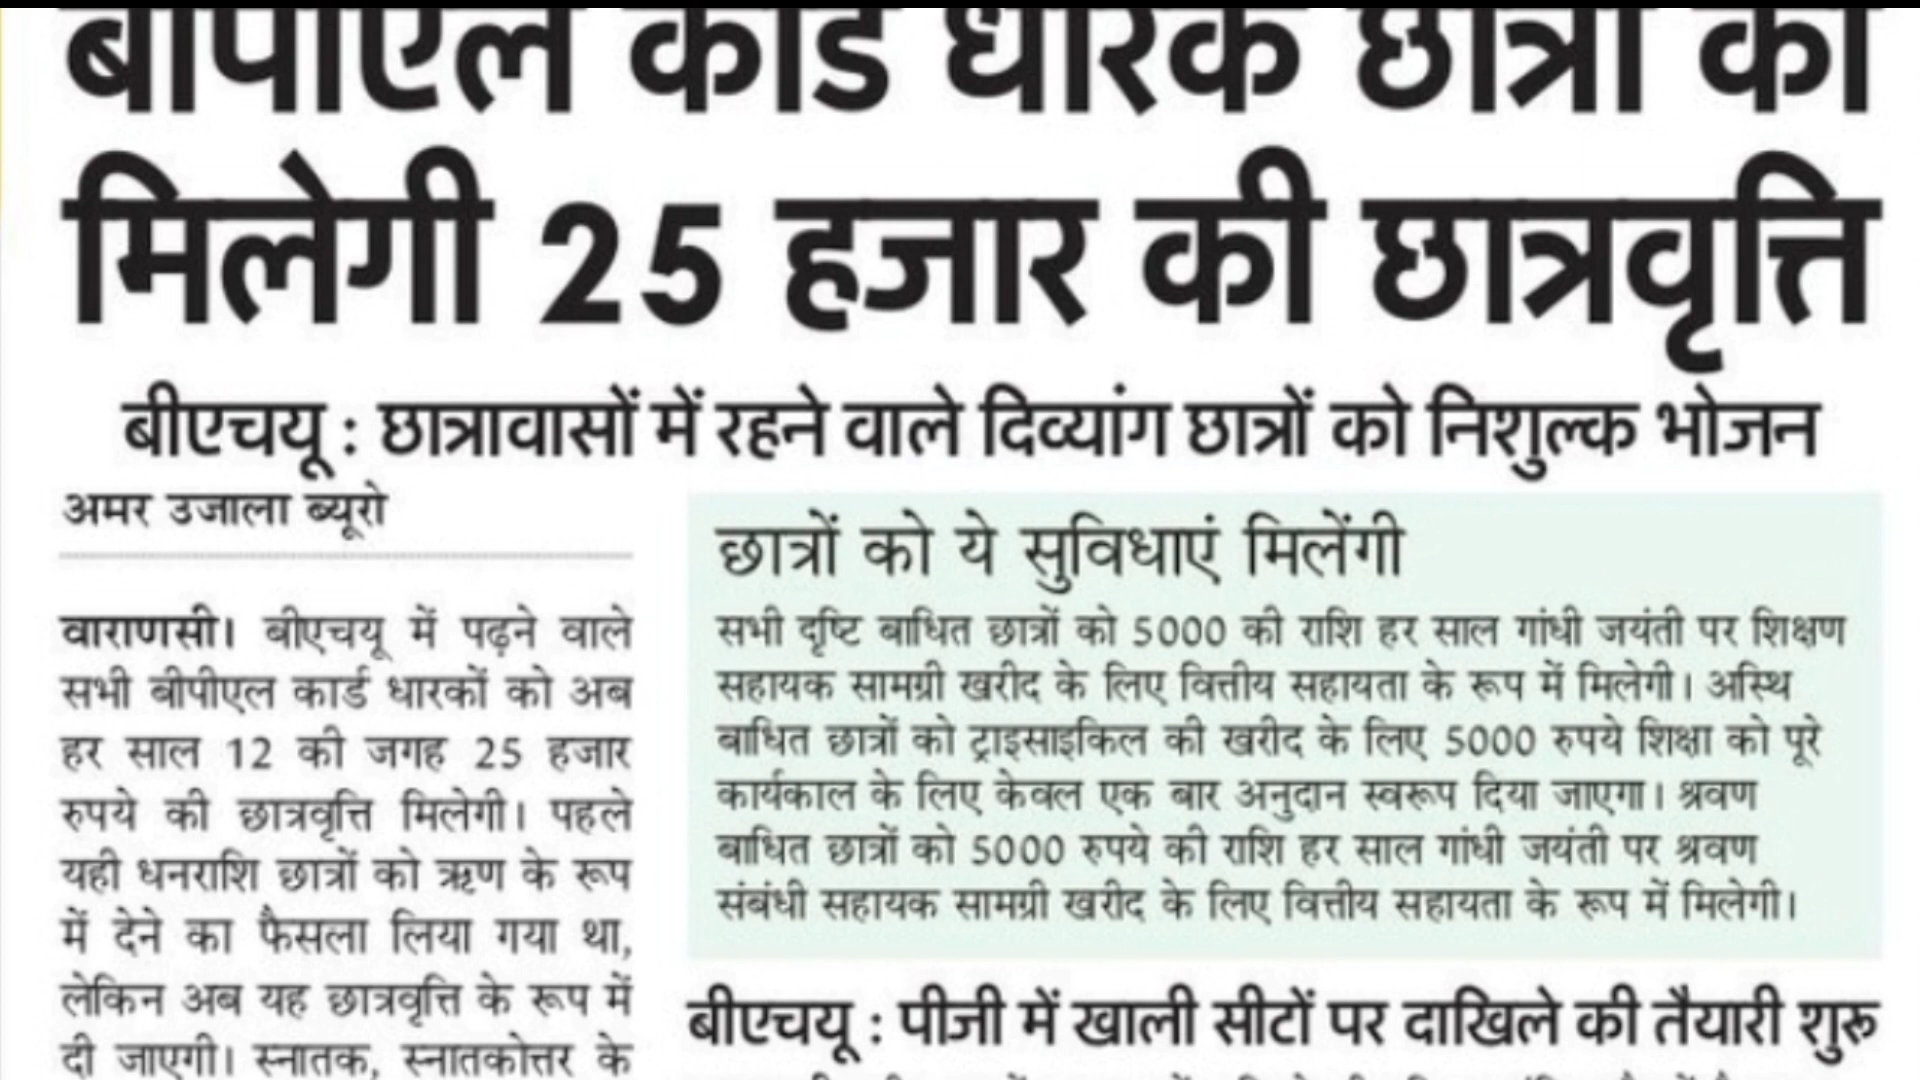 बीपीएल कार्ड धारक छात्रों को
मिलेगी 25 हजार की छात्रवृत्ति
बीएचयू : छात्रावासों में रहने वाले दिव्यांग छात्रों को निशुल्क भोजन
अमर उजाला ब्यूरो
वाराणसी। बीएचयू में पढ़ने वाले
सभी बीपीएल कार्ड धारकों को अब
हर साल 12 की जगह 25 हजार
रुपये की छात्रवृत्ति मिलेगी। पहले
यही धनराशि छात्रों को ऋण के रूप
में देने का फैसला लिया गया था,
लेकिन अब यह छात्रवृत्ति के रूप में
दी जाएगी। स्नातक, स्नातकोत्तर के
छात्रों को ये सुविधाएं मिलेंगी
सभी दृष्टि बाधित छात्रों को 5000 की राशि हर साल गांधी जयंती पर शिक्षण
सहायक सामग्री खरीद के लिए वित्तीय सहायता के रूप में मिलेगी। अस्थि
बाधित छात्रों को ट्राइसाइकिल की खरीद के लिए 5000 रुपये शिक्षा को पूरे
कार्यकाल के लिए केवल एक बार अनुदान स्वरूप दिया जाएगा। श्रवण
बाधित छात्रों को 5000 रुपये की राशि हर साल गांधी जयंती पर श्रवण
संबंधी सहायक सामग्री खरीद के लिए वित्तीय सहायता के रूप में मिलेगी।
बीएचयू : पीजी में खाली सीटों पर दाखिले की तैयारी शुरू